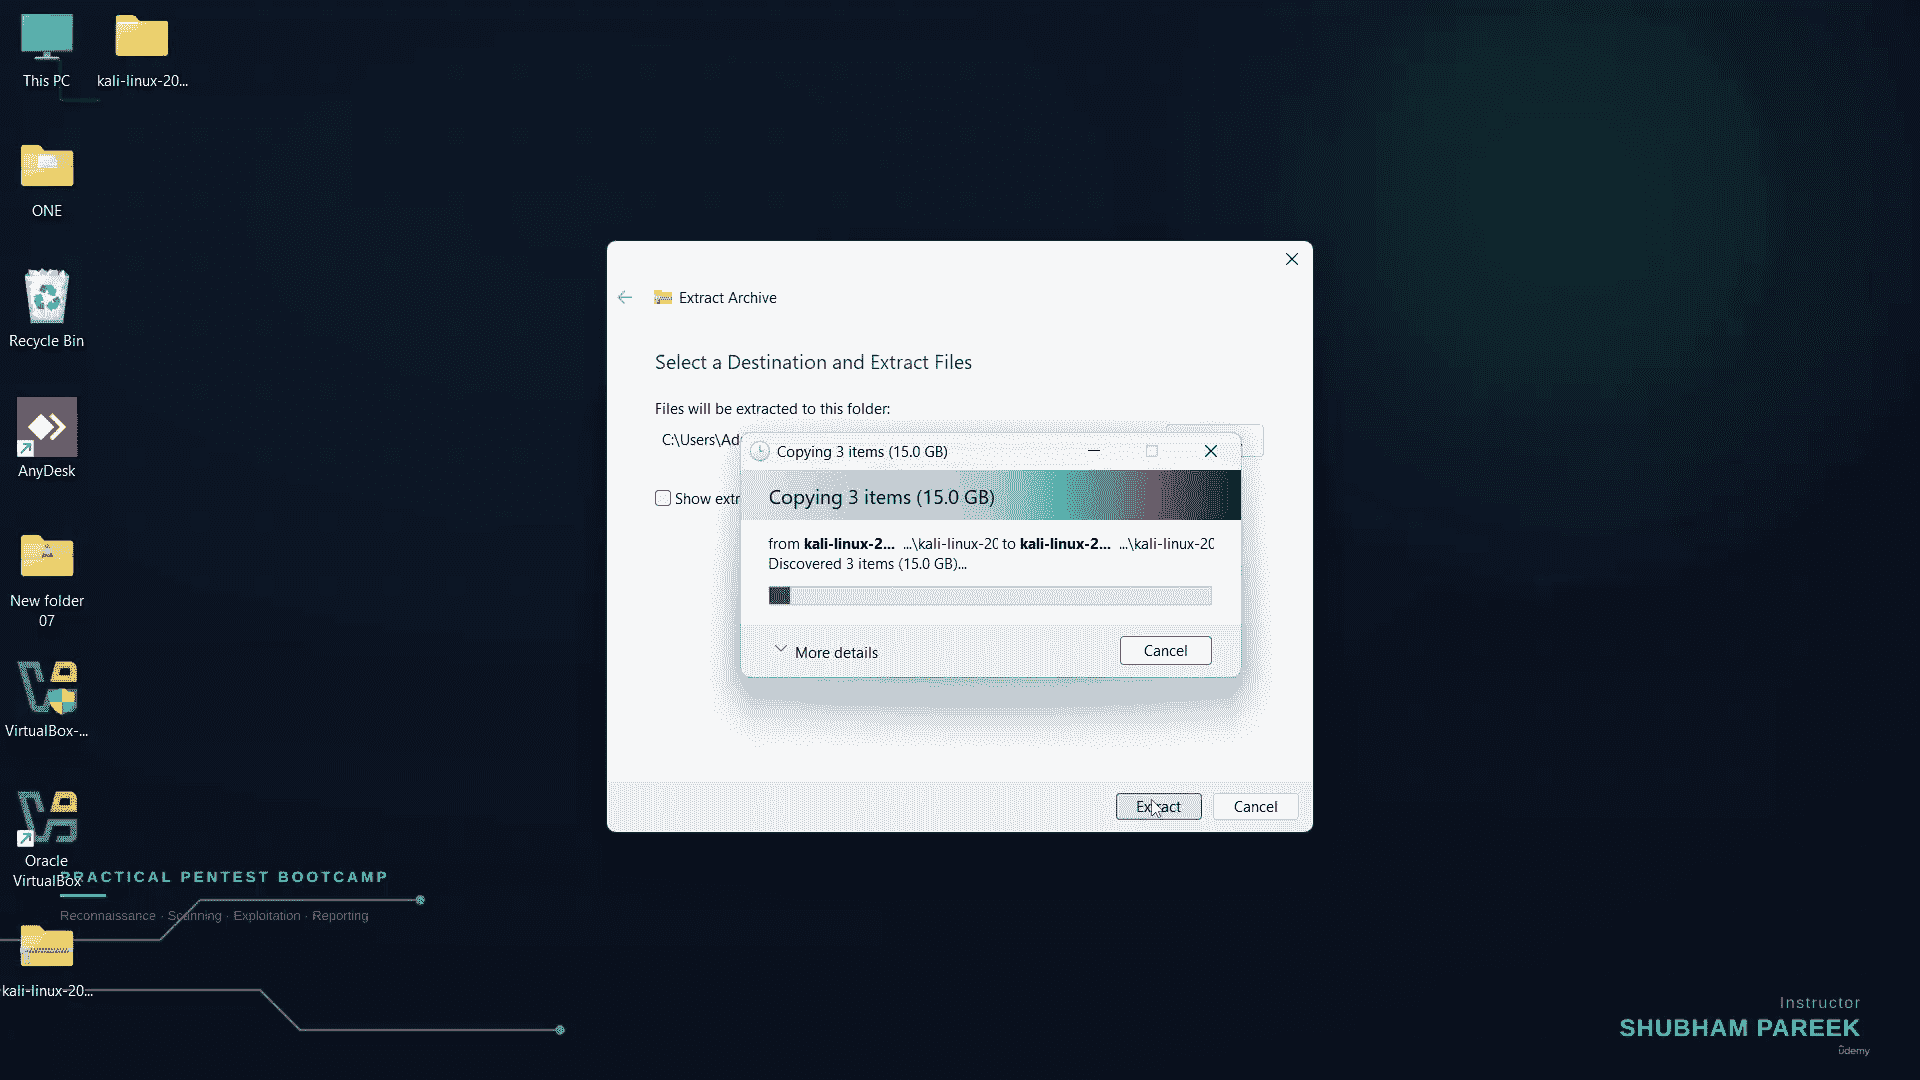 This PC
kali-linux-20...
ONE
Recycle Bin
AnyDesk
New folder
07
VirtualBox-...
Oracle
VirtualBox
kali-linux-20...
PRACTICAL PENTEST BOOTCAMP
Reconnaissance · Scanning · Exploitation · Reporting
Extract Archive
Select a Destination and Extract Files
Files will be extracted to this folder:
C:\Users\Ad
Show extr
Copying 3 items (15.0 GB)
Copying 3 items (15.0 GB)
from kali-linux-2... ...\kali-linux-20 to kali-linux-2... ...\kali-linux-20
Discovered 3 items (15.0 GB)...
More details
Cancel
Extract
Cancel
Instructor
SHUBHAM PAREEK
udemy